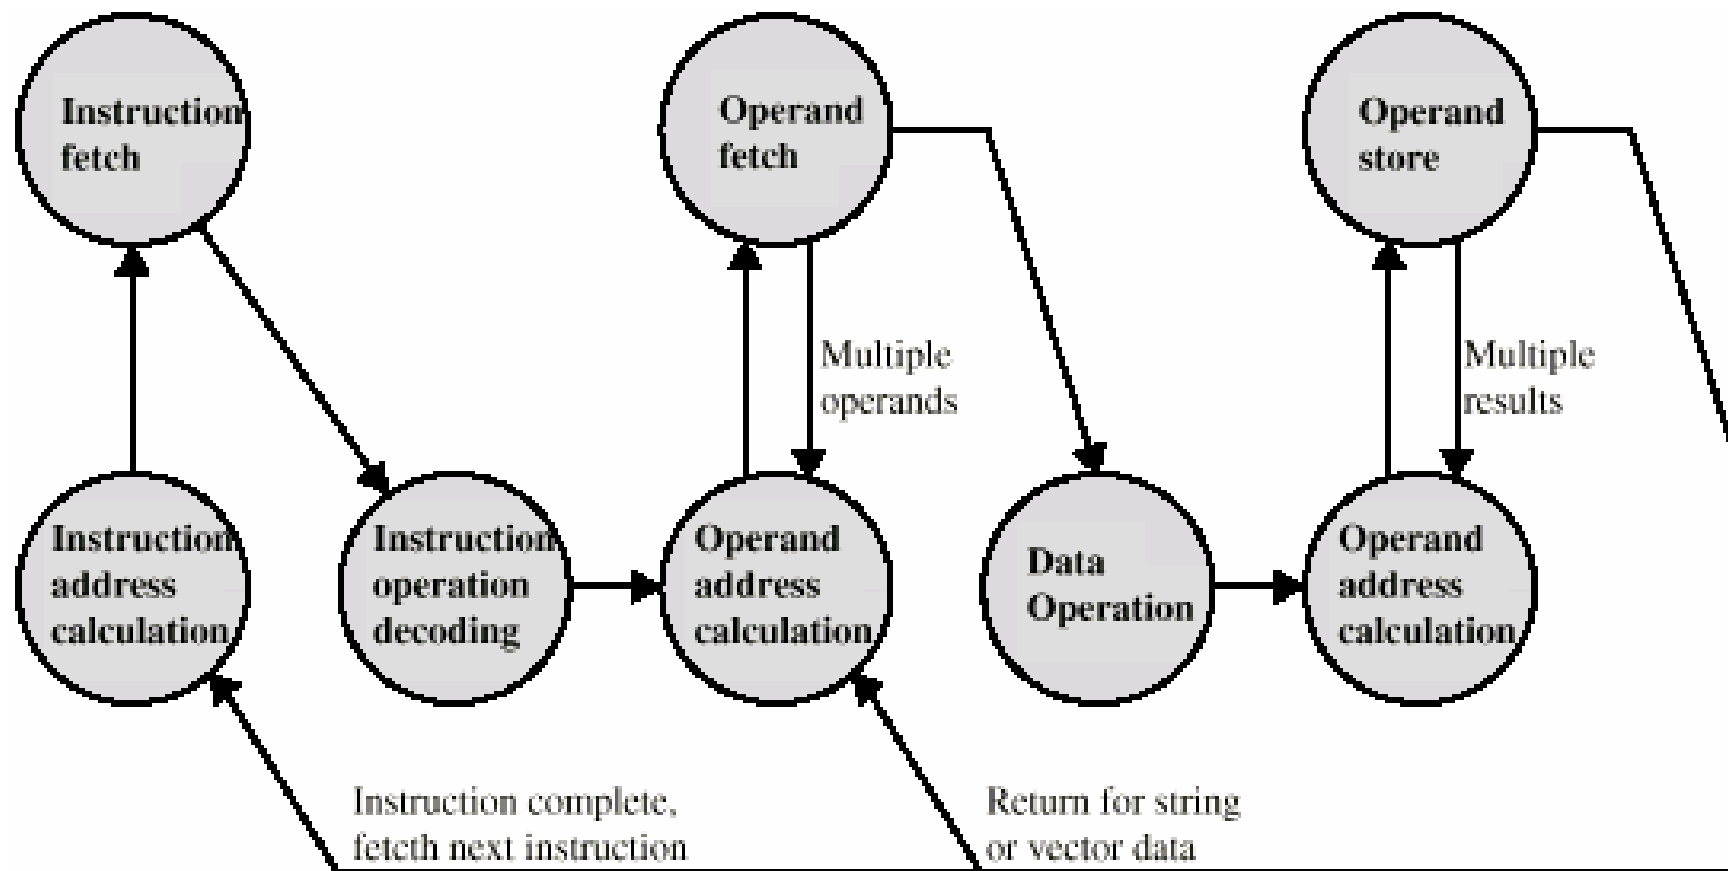 Instruction
fetch
Operand
fetch
Operand
store
Multiple
operands
Multiple
results
Instruction
address
calculation
Instruction
operation
decoding
Operand
address
calculation
Data
Operation
Operand
address
calculation
Instruction complete,
fetcth next instruction
Return for string
or vector data